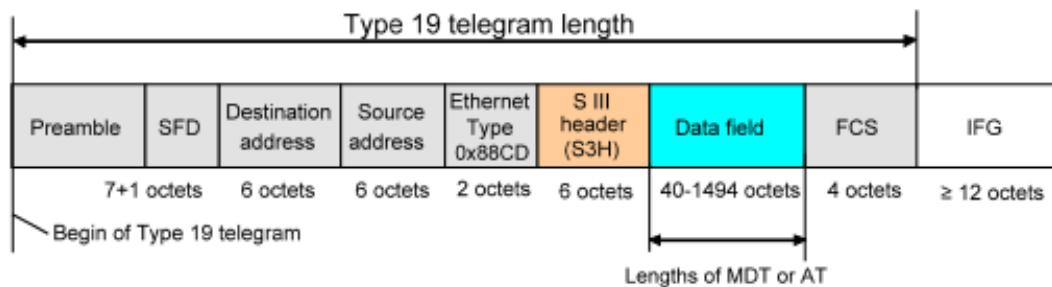 Type 19 telegram length
Preamble
SFD
Destination
address
Source
address
Ethernet
Type
0x88CD
S III
header
(S3H)
Data field
FCS
IFG
7+1 octets
6 octets
6 octets
2 octets
6 octets
40-1494 octets
4 octets
≥ 12 octets
Begin of Type 19 telegram
Lengths of MDT or AT